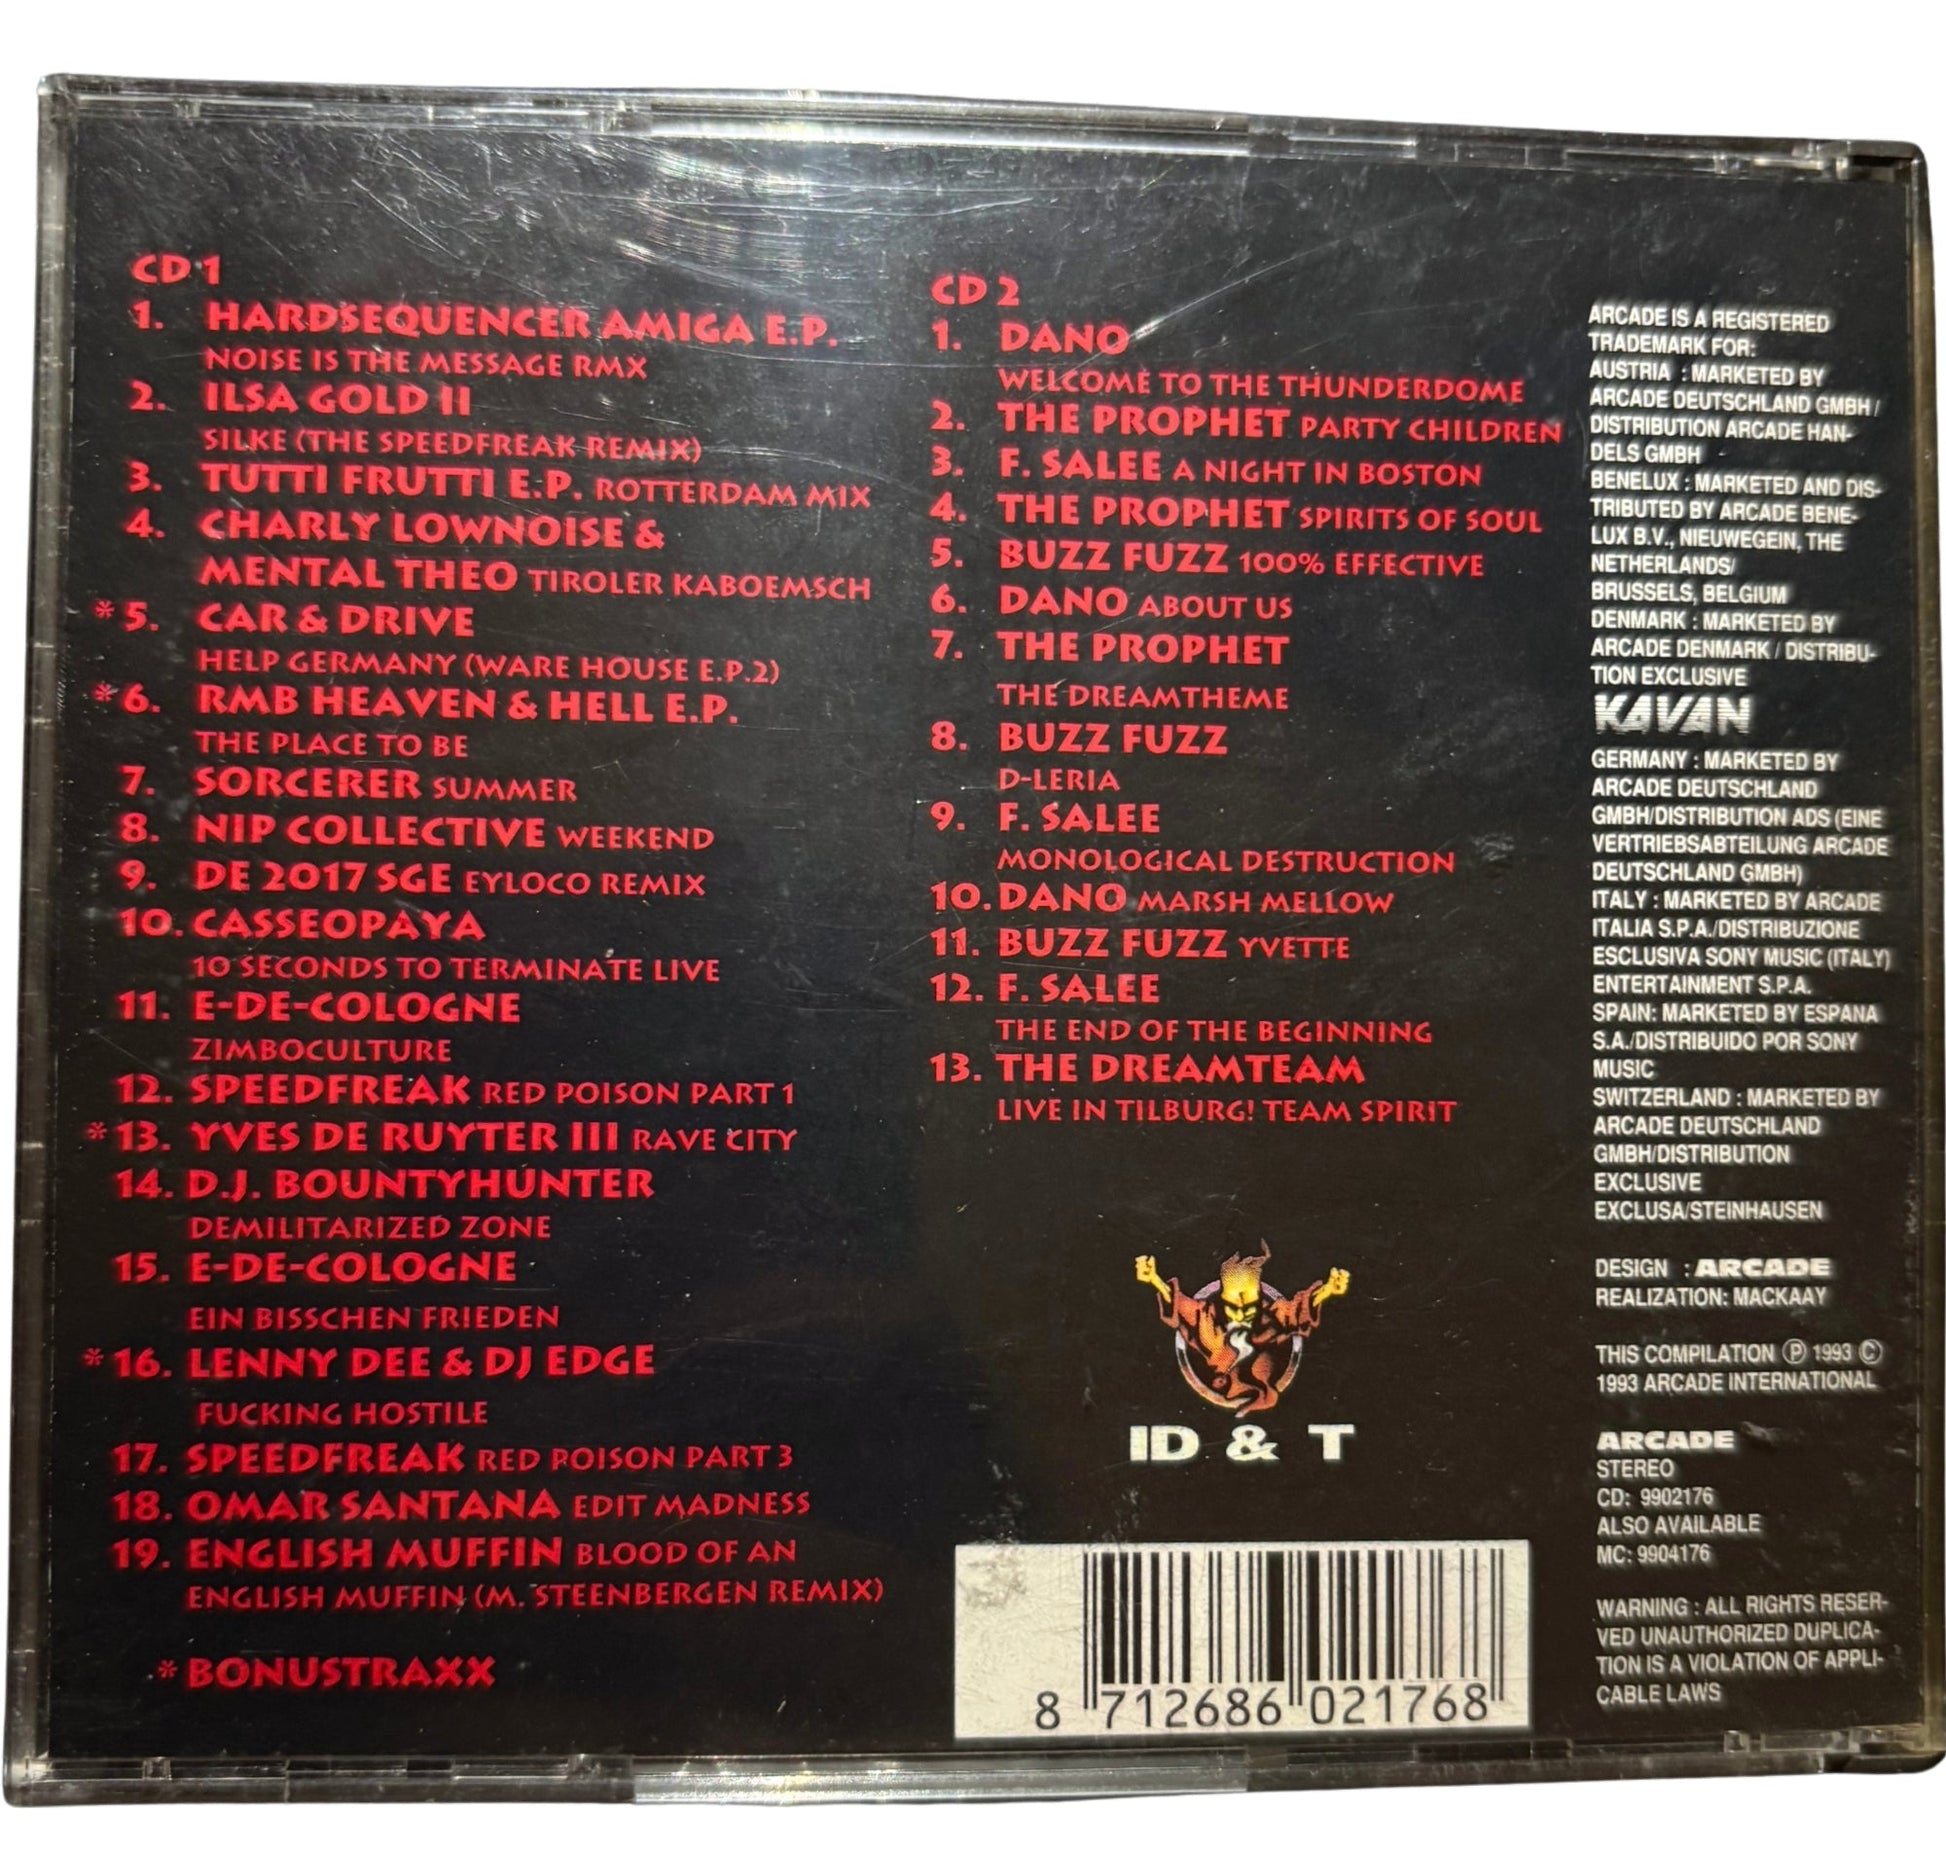 CD 1
1. HARDSEQUENCER AMIGA E.P.
NOISE IS THE MESSAGE RMX
2. ILSA GOLD II
SILKE (THE SPEEDFREAK REMIX)
3. TUTTI FRUTTI E.P. ROTTERDAM MIX
4. CHARLY LOWNOISE &
MENTAL THEO TIROLER KABOEMSCH
* 5. CAR & DRIVE
HELP GERMANY (WARE HOUSE E.P.2)
* 6. RMB HEAVEN & HELL E.P.
THE PLACE TO BE
7. SORCERER SUMMER
8. NIP COLLECTIVE WEEKEND
9. DE 2017 SGE EYLOCO REMIX
10. CASSEOPAYA
10 SECONDS TO TERMINATE LIVE
11. E-DE-COLOGNE
ZIMBOCULTURE
12. SPEEDFREAK RED POISON PART 1
* 13. YVES DE RUYTER III RAVE CITY
14. D.J. BOUNTYHUNTER
DEMILITARIZED ZONE
15. E-DE-COLOGNE
EIN BISSCHEN FRIEDEN
* 16. LENNY DEE & DJ EDGE
FUCKING HOSTILE
17. SPEEDFREAK RED POISON PART 3
18. OMAR SANTANA EDIT MADNESS
19. ENGLISH MUFFIN BLOOD OF AN
ENGLISH MUFFIN (M. STEENBERGEN REMIX)
* BONUSTRAXX
CD 2
1. DANO
WELCOME TO THE THUNDERDOME
2. THE PROPHET PARTY CHILDREN
3. F. SALEE A NIGHT IN BOSTON
4. THE PROPHET SPIRITS OF SOUL
5. BUZZ FUZZ 100% EFFECTIVE
6. DANO ABOUT US
7. THE PROPHET
THE DREAMTHEME
8. BUZZ FUZZ
D-LERIA
9. F. SALEE
MONOLOGICAL DESTRUCTION
10. DANO MARSH MELLOW
11. BUZZ FUZZ YVETTE
12. F. SALEE
THE END OF THE BEGINNING
13. THE DREAMTEAM
LIVE IN TILBURG! TEAM SPIRIT
ID & T
8 712686 021768
ARCADE IS A REGISTERED
TRADEMARK FOR:
AUSTRIA : MARKETED BY
ARCADE DEUTSCHLAND GMBH /
DISTRIBUTION ARCADE HAN-
DELS GMBH
BENELUX : MARKETED AND DIS-
TRIBUTED BY ARCADE BENE-
LUX B.V., NIEUWEGEIN, THE
NETHERLANDS/
BRUSSELS, BELGIUM
DENMARK : MARKETED BY
ARCADE DENMARK / DISTRIBU-
TION EXCLUSIVE
KAVAN
GERMANY : MARKETED BY
ARCADE DEUTSCHLAND
GMBH/DISTRIBUTION ADS (EINE
VERTRIEBSABTEILUNG ARCADE
DEUTSCHLAND GMBH)
ITALY : MARKETED BY ARCADE
ITALIA S.P.A./DISTRIBUZIONE
ESCLUSIVA SONY MUSIC (ITALY)
ENTERTAINMENT S.P.A.
SPAIN: MARKETED BY ESPANA
S.A./DISTRIBUIDO POR SONY
MUSIC
SWITZERLAND : MARKETED BY
ARCADE DEUTSCHLAND
GMBH/DISTRIBUTION
EXCLUSIVE
EXCLUSA/STEINHAUSEN
DESIGN : ARCADE
REALIZATION: MACKAAY
THIS COMPILATION Ⓟ 1993 ©
1993 ARCADE INTERNATIONAL
ARCADE
STEREO
CD: 9902176
ALSO AVAILABLE
MC: 9904176
WARNING : ALL RIGHTS RESER-
VED UNAUTHORIZED DUPLICA-
TION IS A VIOLATION OF APPLI-
CABLE LAWS